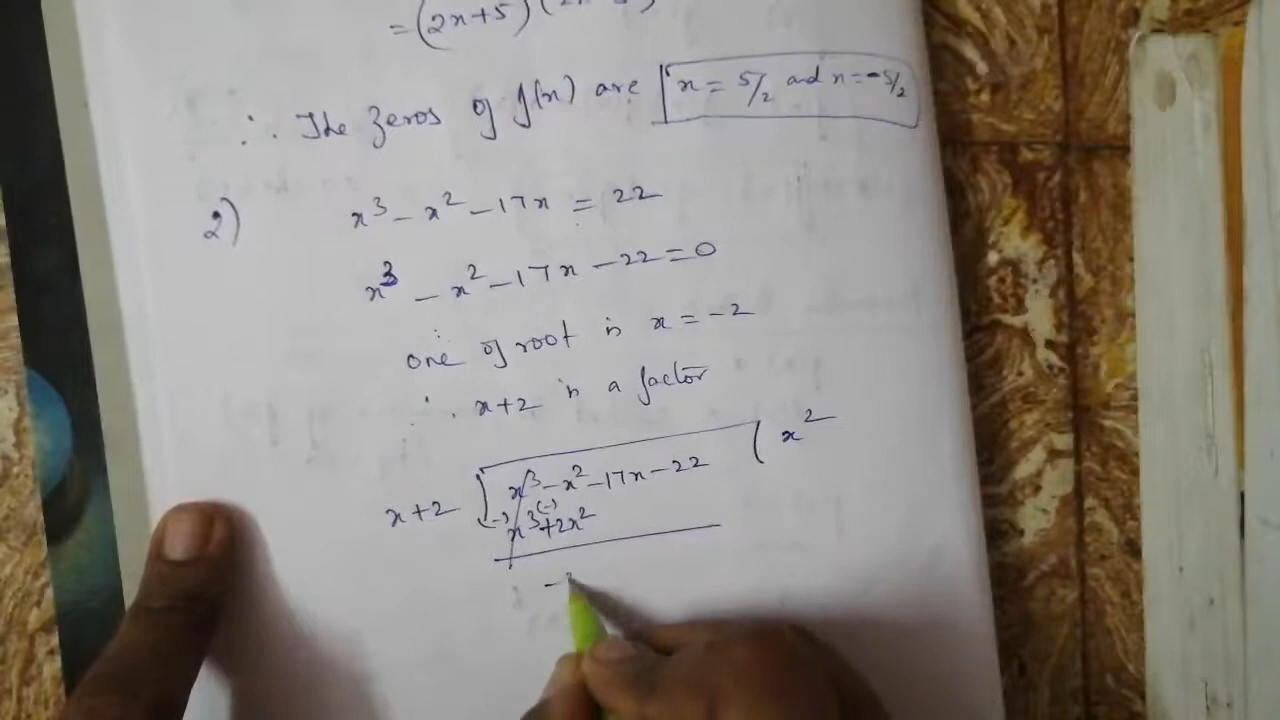 = (2x+5)
∴ The Zeros of f(x) are x = 5/2 and x = -5/2
2) x³ - x² - 17x = 22
x³ - x² - 17x - 22 = 0
one of root is x = -2
∴ x+2 is a factor
x+2 ) x³ - x² - 17x - 22 ( x²
(-) x³ (-) +2x²
-